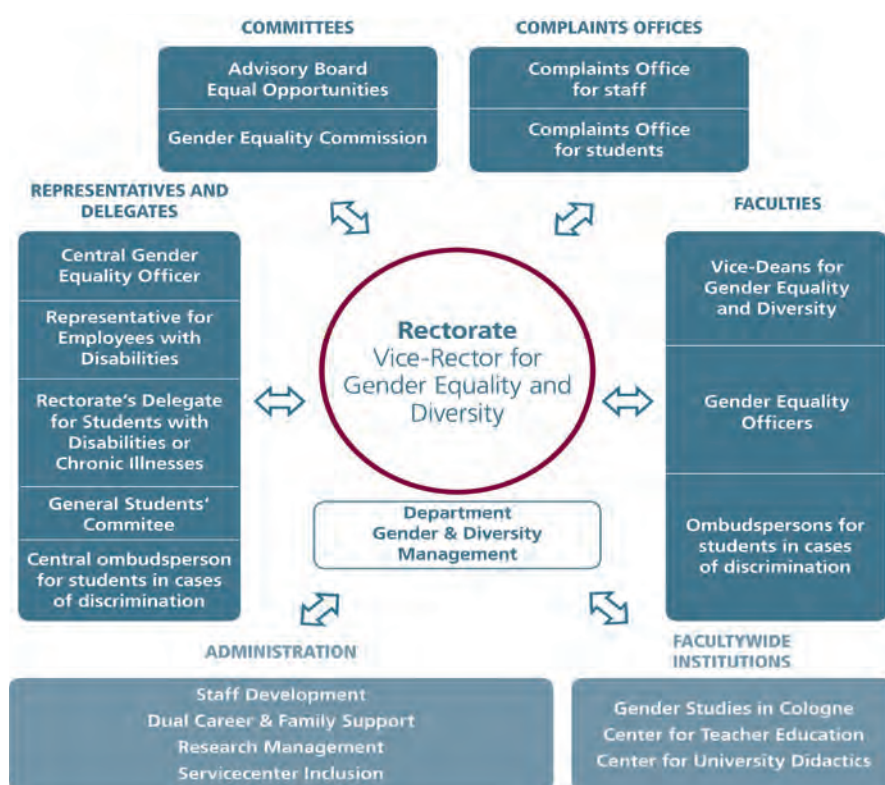 COMMITTEES
Advisory Board
Equal Opportunities
Gender Equality Commission
COMPLAINTS OFFICES
Complaints Office
for staff
Complaints Office
for students
REPRESENTATIVES AND
DELEGATES
Central Gender
Equality Officer
Representative for
Employees with
Disabilities
Rectorate's Delegate
for Students with
Disabilities or
Chronic Illnesses
General Students'
Commitee
Central ombudsperson
for students in cases
of discrimination
Rectorate
Vice-Rector for
Gender Equality and
Diversity
Department
Gender & Diversity
Management
FACULTIES
Vice-Deans for
Gender Equality
and Diversity
Gender Equality
Officers
Ombudspersons for
students in cases
of discrimination
ADMINISTRATION
Staff Development
Dual Career & Family Support
Research Management
Servicecenter Inclusion
FACULTYWIDE
INSTITUTIONS
Gender Studies in Cologne
Center for Teacher Education
Center for University Didactics